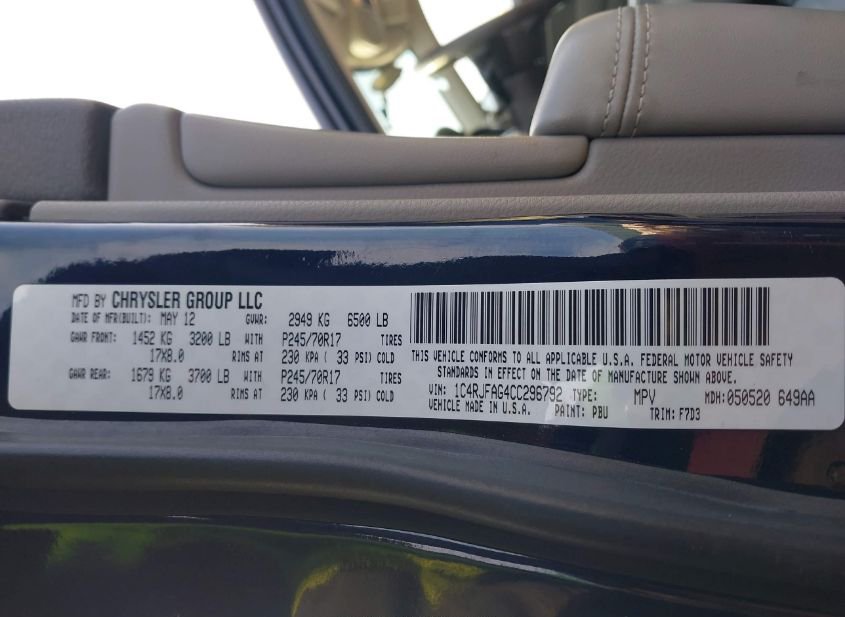 MFD BY CHRYSLER GROUP LLC
DATE OF MFR(BUILT): MAY 12 GVWR: 2949 KG 6500 LB
GAWR FRONT: 1452 KG 3200 LB WITH P245/70R17 TIRES
17X8.0 RIMS AT 230 KPA ( 33 PSI) COLD
GAWR REAR: 1679 KG 3700 LB WITH P245/70R17 TIRES
17X8.0 RIMS AT 230 KPA ( 33 PSI) COLD
THIS VEHICLE CONFORMS TO ALL APPLICABLE U.S.A. FEDERAL MOTOR VEHICLE SAFETY
STANDARDS IN EFFECT ON THE DATE OF MANUFACTURE SHOWN ABOVE.
VIN: 1C4RJFAG4CC296792 TYPE: MPV MDH: 050520 649AA
VEHICLE MADE IN U.S.A. PAINT: PBU TRIM: F7D3